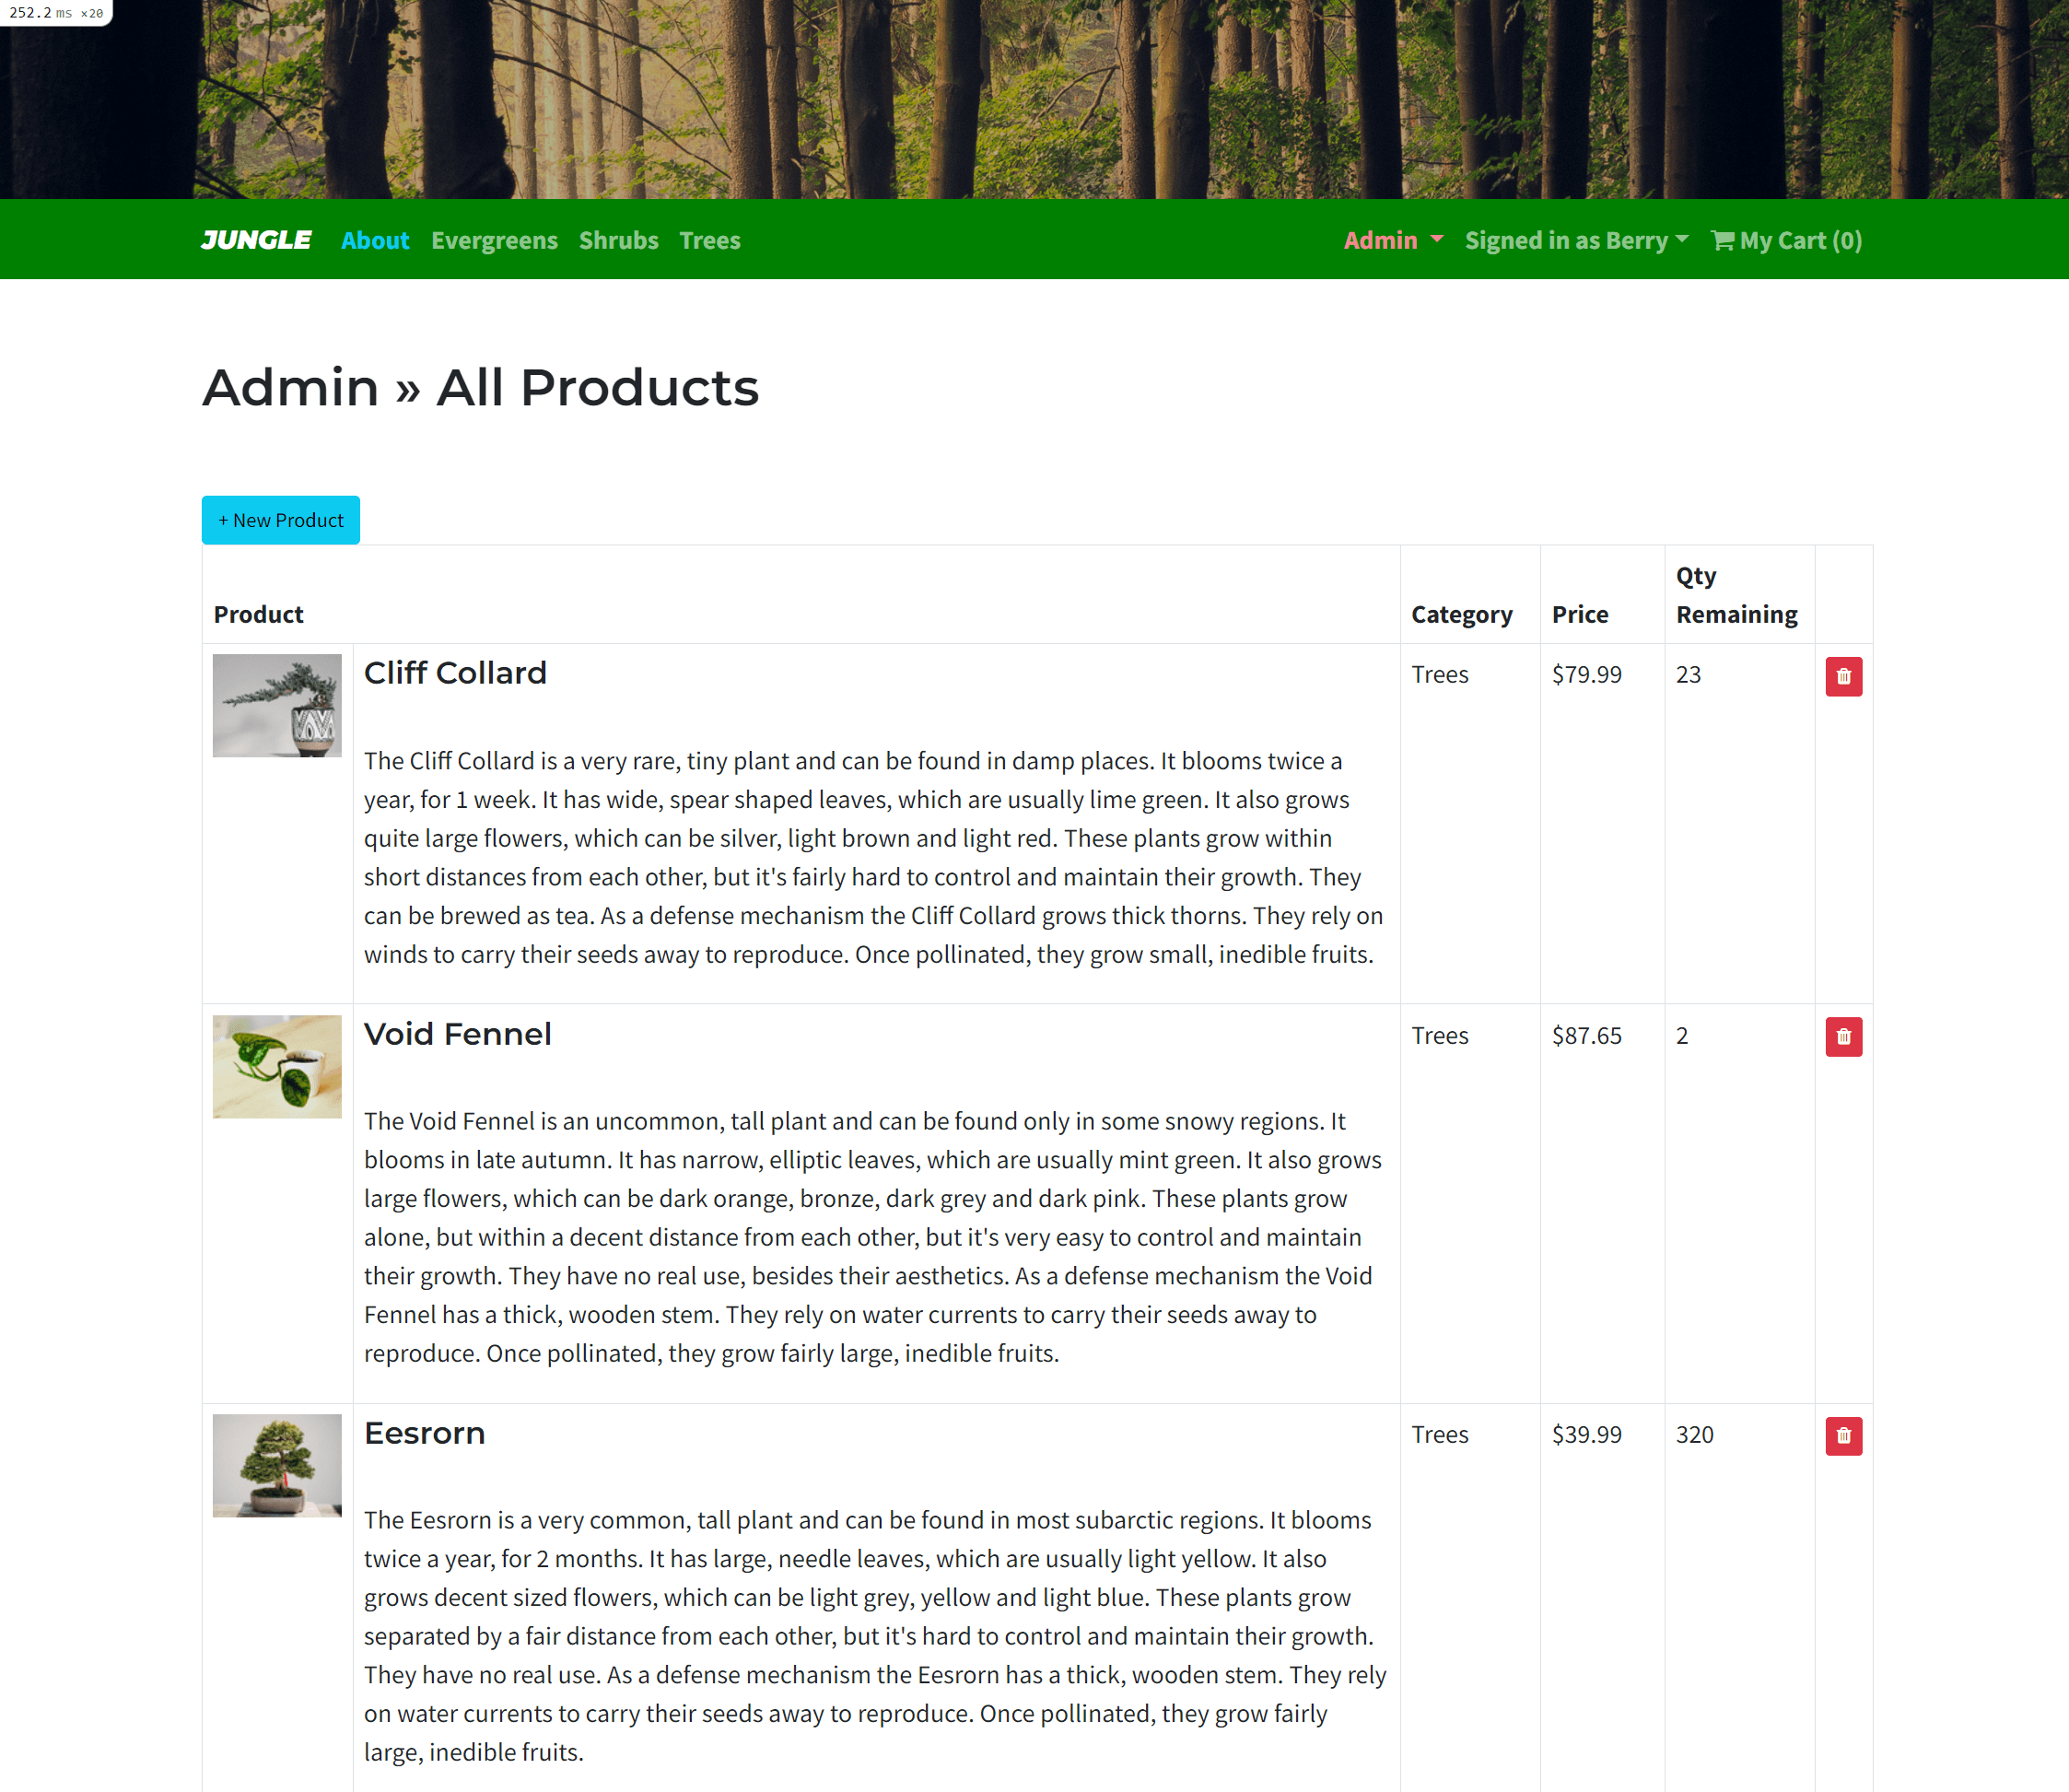 252.2 ms ×20
JUNGLE About Evergreens Shrubs Trees Admin Signed in as Berry My Cart (0)
Admin » All Products
+ New Product
Product Category Price Qty Remaining
Cliff Collard Trees $79.99 23
The Cliff Collard is a very rare, tiny plant and can be found in damp places. It blooms twice a
year, for 1 week. It has wide, spear shaped leaves, which are usually lime green. It also grows
quite large flowers, which can be silver, light brown and light red. These plants grow within
short distances from each other, but it's fairly hard to control and maintain their growth. They
can be brewed as tea. As a defense mechanism the Cliff Collard grows thick thorns. They rely on
winds to carry their seeds away to reproduce. Once pollinated, they grow small, inedible fruits.
Void Fennel Trees $87.65 2
The Void Fennel is an uncommon, tall plant and can be found only in some snowy regions. It
blooms in late autumn. It has narrow, elliptic leaves, which are usually mint green. It also grows
large flowers, which can be dark orange, bronze, dark grey and dark pink. These plants grow
alone, but within a decent distance from each other, but it's very easy to control and maintain
their growth. They have no real use, besides their aesthetics. As a defense mechanism the Void
Fennel has a thick, wooden stem. They rely on water currents to carry their seeds away to
reproduce. Once pollinated, they grow fairly large, inedible fruits.
Eesrorn Trees $39.99 320
The Eesrorn is a very common, tall plant and can be found in most subarctic regions. It blooms
twice a year, for 2 months. It has large, needle leaves, which are usually light yellow. It also
grows decent sized flowers, which can be light grey, yellow and light blue. These plants grow
separated by a fair distance from each other, but it's hard to control and maintain their growth.
They have no real use. As a defense mechanism the Eesrorn has a thick, wooden stem. They rely
on water currents to carry their seeds away to reproduce. Once pollinated, they grow fairly
large, inedible fruits.